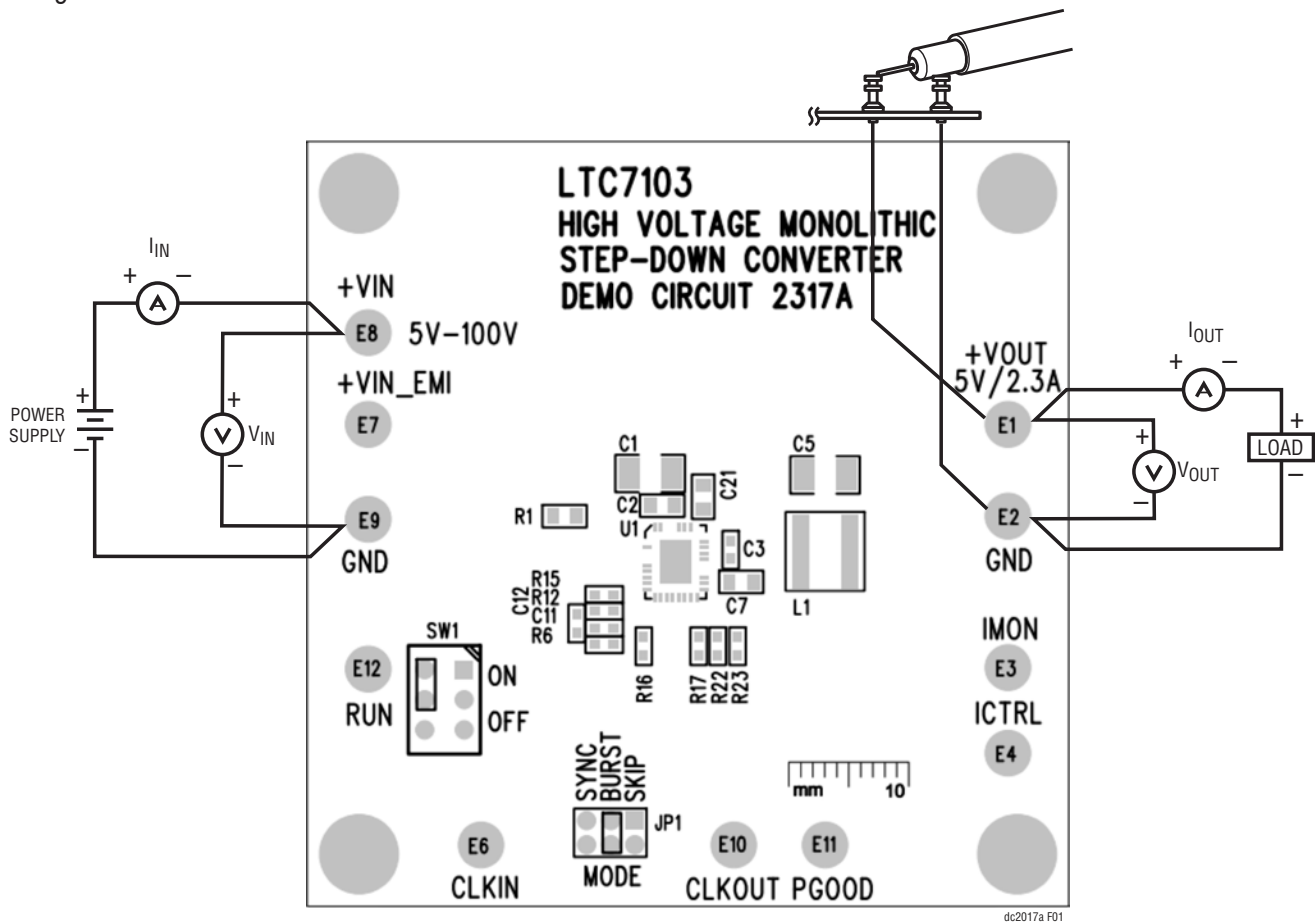 LTC7103
HIGH VOLTAGE MONOLITHIC
STEP-DOWN CONVERTER
DEMO CIRCUIT 2317A
IIN
+ −
A
+VIN
E8 5V-100V
+VIN_EMI
E7
POWER
SUPPLY
+
−
+
V VIN
−
E9
GND
+VOUT
5V/2.3A
E1
IOUT
+ −
A
+
V VOUT
−
+
LOAD
−
E2
GND
C1
C5
C21
C2
U1
R1
C3
C7
L1
R15
R12
C12
C11
R6
R16
R17
R22
R23
SW1
E12
RUN
ON
OFF
IMON
E3
ICTRL
E4
mm 10
SYNC
BURST
SKIP
JP1
MODE
E6
CLKIN
E10
CLKOUT
E11
PGOOD
dc2017a F01